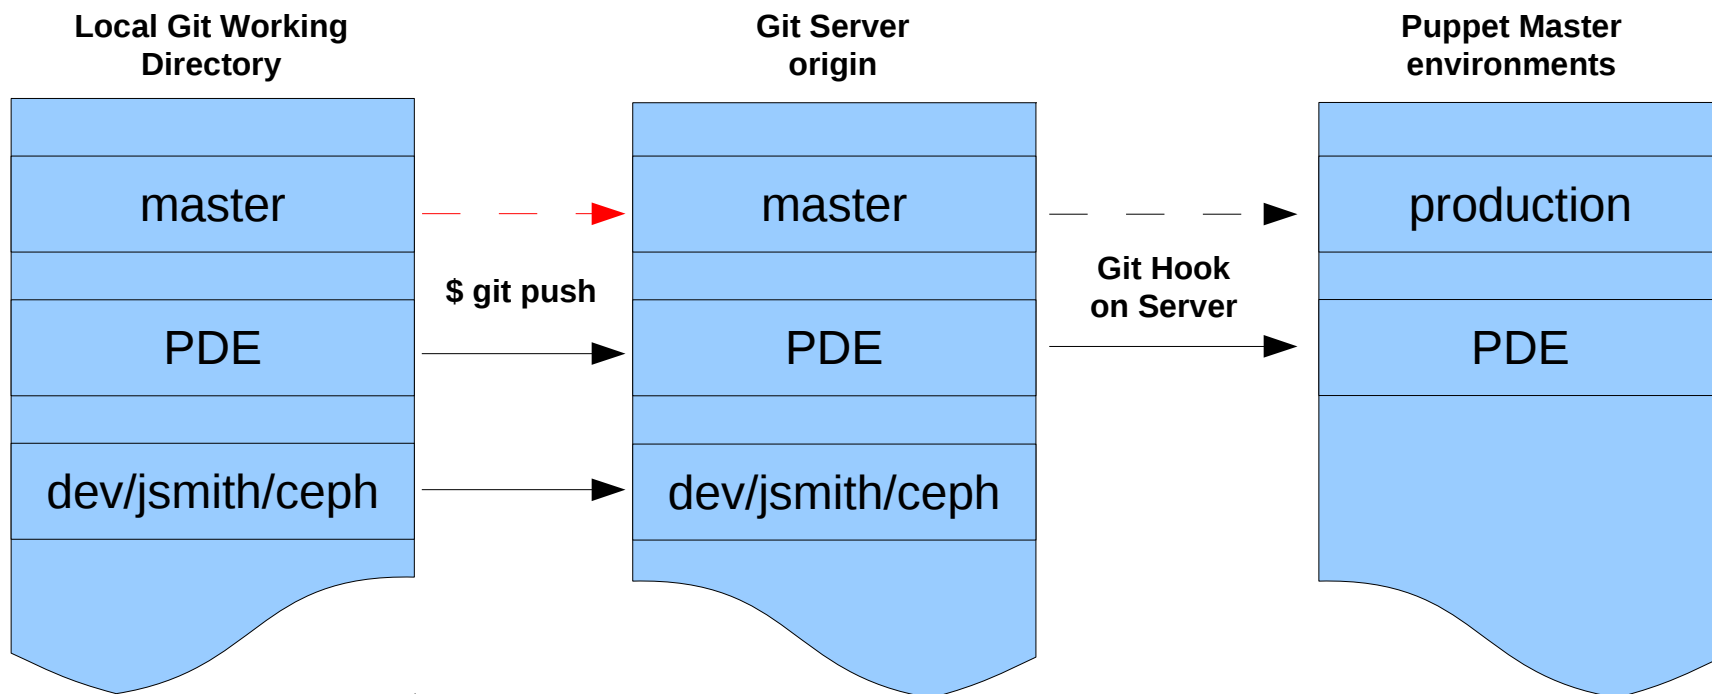 Local Git Working
Directory
Git Server
origin
Puppet Master
environments
master
master
production
$ git push
Git Hook
on Server
PDE
PDE
PDE
dev/jsmith/ceph
dev/jsmith/ceph